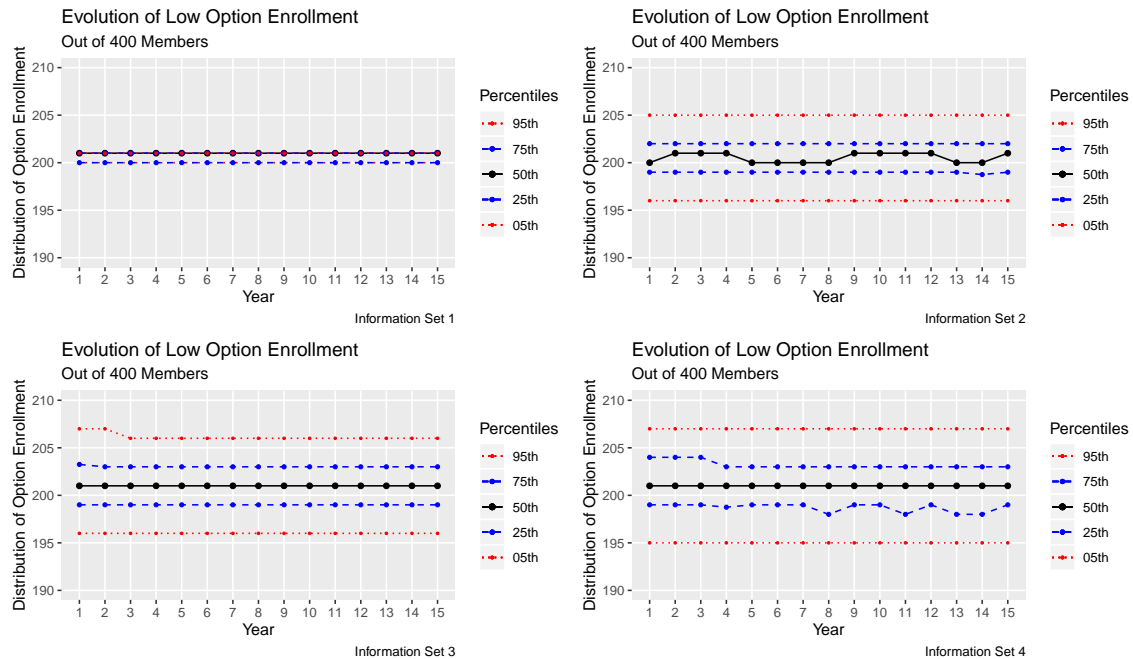 Evolution of Low Option Enrollment
Out of 400 Members
Distribution of Option Enrollment
210
205
200
195
190
1 2 3 4 5 6 7 8 9 10 11 12 13 14 15
Year
Percentiles
95th
75th
50th
25th
05th
Information Set 1
Evolution of Low Option Enrollment
Out of 400 Members
Distribution of Option Enrollment
210
205
200
195
190
1 2 3 4 5 6 7 8 9 10 11 12 13 14 15
Year
Percentiles
95th
75th
50th
25th
05th
Information Set 2
Evolution of Low Option Enrollment
Out of 400 Members
Distribution of Option Enrollment
210
205
200
195
190
1 2 3 4 5 6 7 8 9 10 11 12 13 14 15
Year
Percentiles
95th
75th
50th
25th
05th
Information Set 3
Evolution of Low Option Enrollment
Out of 400 Members
Distribution of Option Enrollment
210
205
200
195
190
1 2 3 4 5 6 7 8 9 10 11 12 13 14 15
Year
Percentiles
95th
75th
50th
25th
05th
Information Set 4